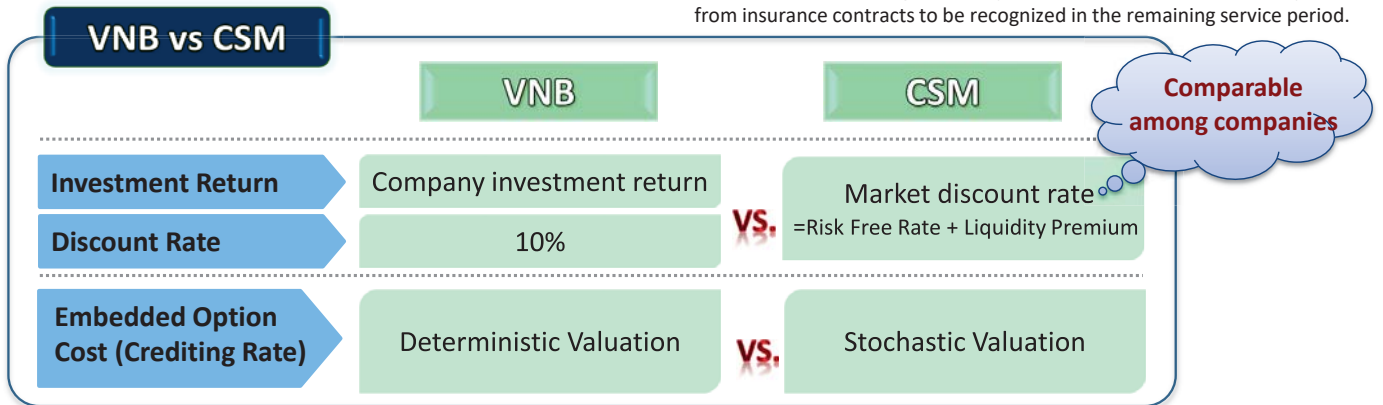 from insurance contracts to be recognized in the remaining service period.
VNB vs CSM
VNB
CSM
Comparable
among companies
Investment Return
Company investment return
Discount Rate
10%
VS.
Market discount rate
=Risk Free Rate + Liquidity Premium
Embedded Option
Cost (Crediting Rate)
Deterministic Valuation
VS.
Stochastic Valuation